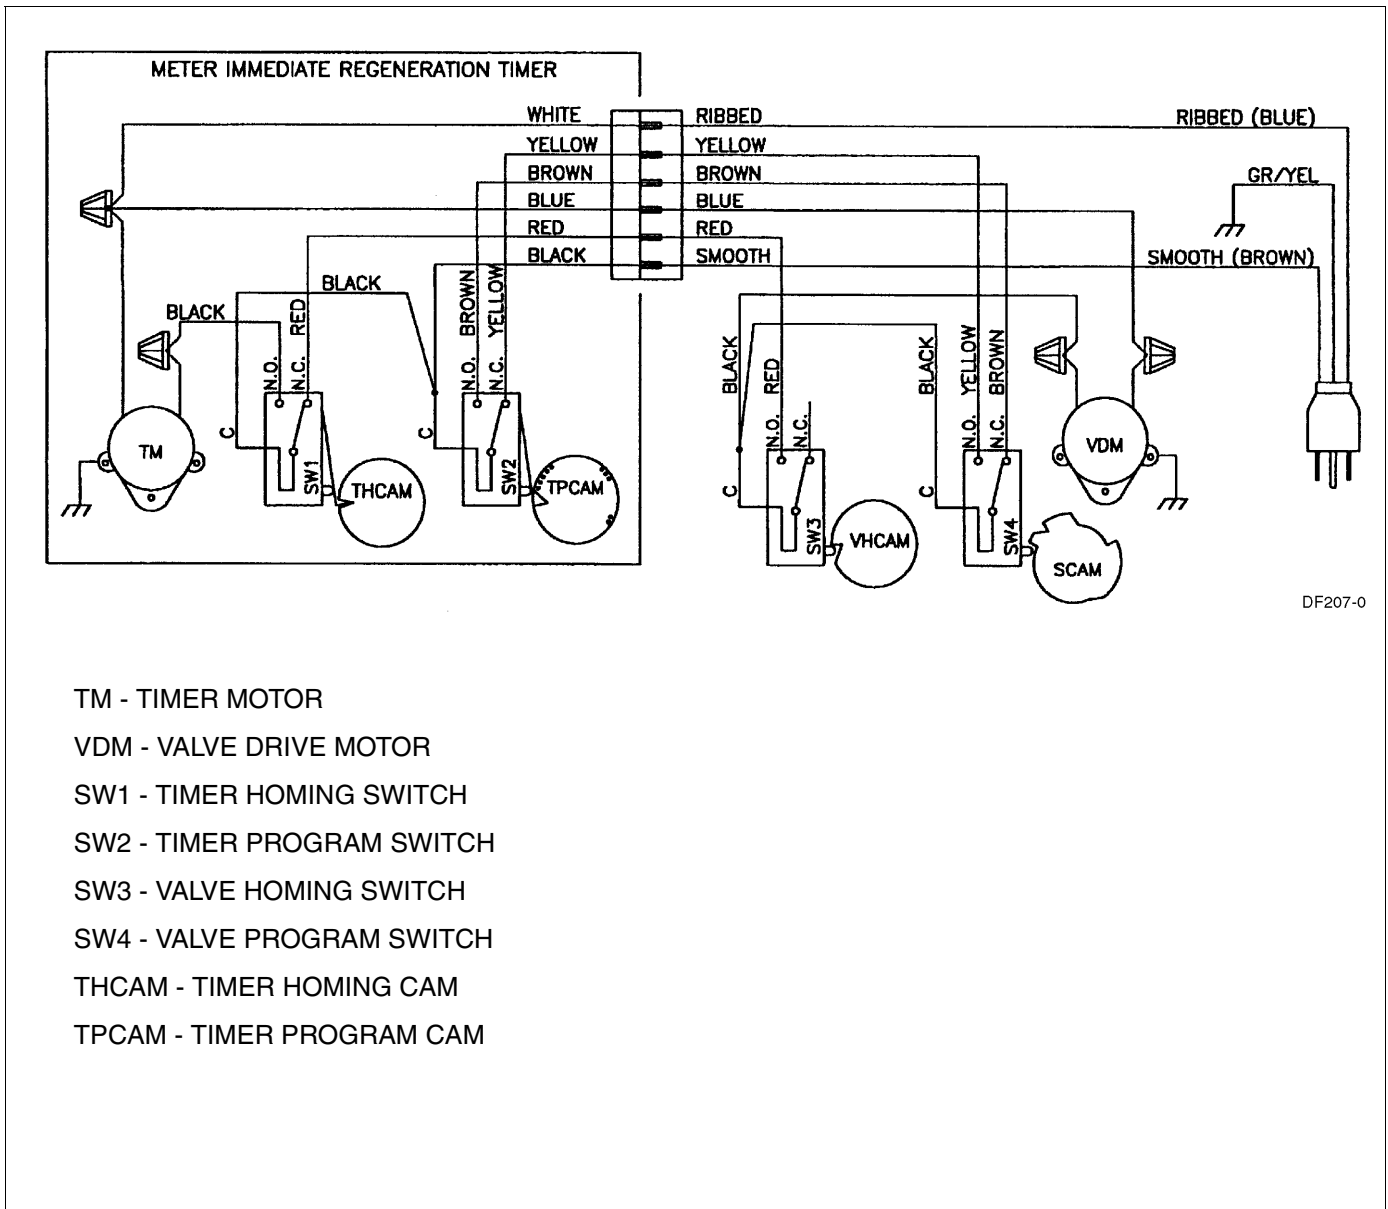 METER IMMEDIATE REGENERATION TIMER
WHITE
RIBBED
RIBBED (BLUE)
YELLOW
YELLOW
BROWN
BROWN
GR/YEL
BLUE
BLUE
RED
RED
BLACK
SMOOTH
SMOOTH (BROWN)
BLACK
BLACK
RED
BROWN
YELLOW
N.O.
N.C.
N.O.
N.C.
BLACK
RED
BLACK
YELLOW
BROWN
N.O.
N.C.
N.O.
N.C.
TM
C
SW1
THCAM
C
SW2
TPCAM
C
SW3
VHCAM
C
SW4
SCAM
VDM
DF207-0
TM - TIMER MOTOR
VDM - VALVE DRIVE MOTOR
SW1 - TIMER HOMING SWITCH
SW2 - TIMER PROGRAM SWITCH
SW3 - VALVE HOMING SWITCH
SW4 - VALVE PROGRAM SWITCH
THCAM - TIMER HOMING CAM
TPCAM - TIMER PROGRAM CAM